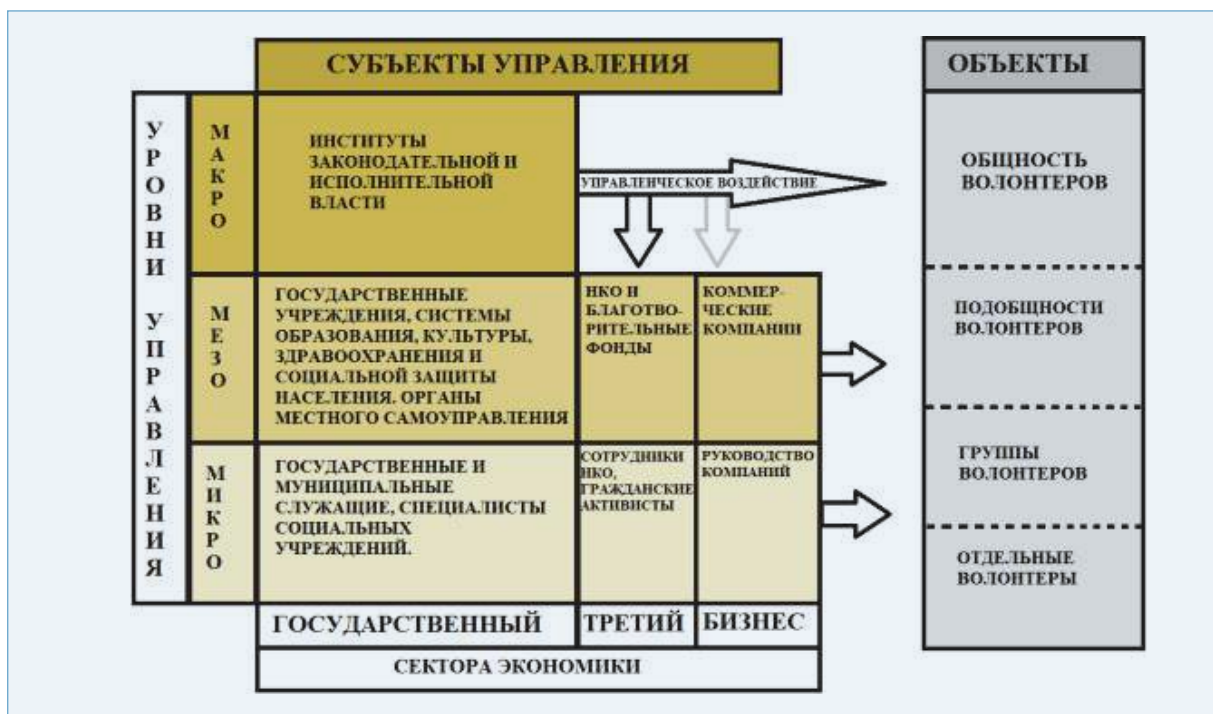 СУБЪЕКТЫ УПРАВЛЕНИЯ
ОБЪЕКТЫ
УРОВНИ УПРАВЛЕНИЯ
МАКРО
ИНСТИТУТЫ
ЗАКОНОДАТЕЛЬНОЙ И
ИСПОЛНИТЕЛЬНОЙ
ВЛАСТИ
УПРАВЛЕНЧЕСКОЕ ВОЗДЕЙСТВИЕ
ОБЩНОСТЬ
ВОЛОНТЕРОВ
МЕЗО
ГОСУДАРСТВЕННЫЕ
УЧРЕЖДЕНИЯ, СИСТЕМЫ
ОБРАЗОВАНИЯ, КУЛЬТУРЫ,
ЗДРАВООХРАНЕНИЯ И
СОЦИАЛЬНОЙ ЗАЩИТЫ
НАСЕЛЕНИЯ. ОРГАНЫ
МЕСТНОГО САМОУПРАВЛЕНИЯ
НКО И
БЛАГОТВО-
РИТЕЛЬНЫЕ
ФОНДЫ
КОММЕР-
ЧЕСКИЕ
КОМПАНИИ
ПОДОБЩНОСТИ
ВОЛОНТЕРОВ
МИКРО
ГОСУДАРСТВЕННЫЕ И
МУНИЦИПАЛЬНЫЕ
СЛУЖАЩИЕ, СПЕЦИАЛИСТЫ
СОЦИАЛЬНЫХ
УЧРЕЖДЕНИЙ.
СОТРУДНИКИ
НКО,
ГРАЖДАНСКИЕ
АКТИВИСТЫ
РУКОВОДСТВО
КОМПАНИЙ
ГРУППЫ
ВОЛОНТЕРОВ
ОТДЕЛЬНЫЕ
ВОЛОНТЕРЫ
ГОСУДАРСТВЕННЫЙ
ТРЕТИЙ
БИЗНЕС
СЕКТОРА ЭКОНОМИКИ